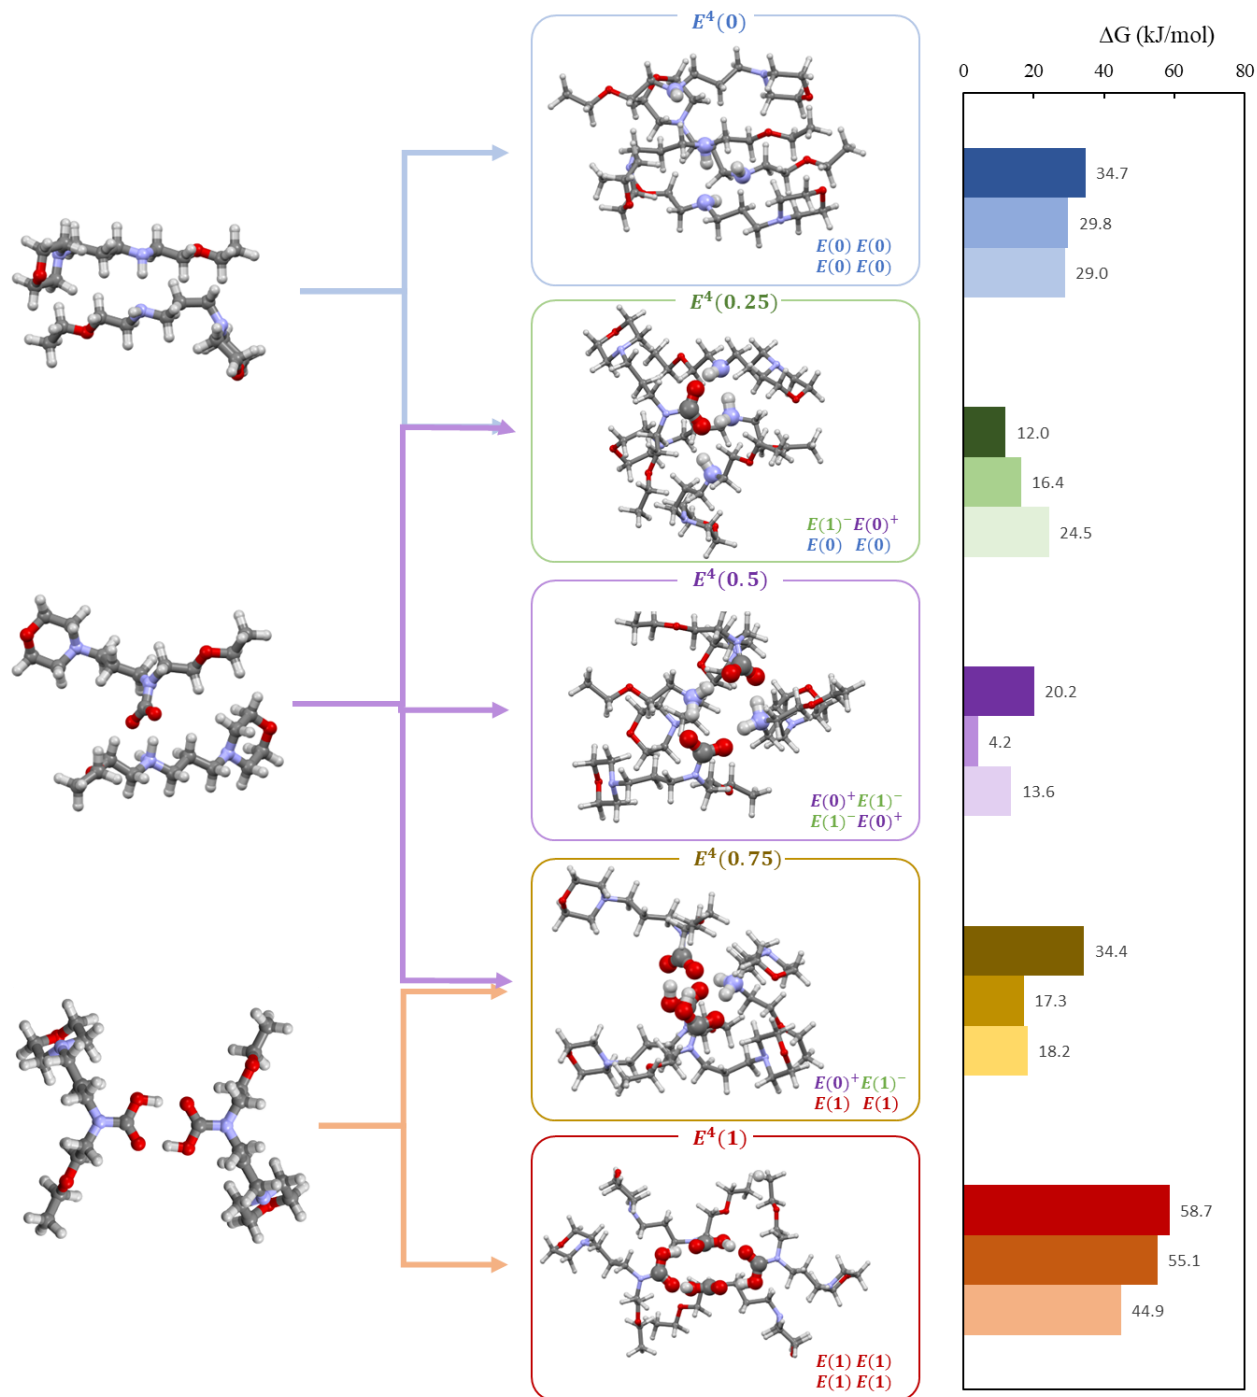 E⁴(0)
E(0) E(0)
E(0) E(0)
E⁴(0.25)
E(1)⁻E(0)⁺
E(0) E(0)
E⁴(0.5)
E(0)⁺E(1)⁻
E(1)⁻E(0)⁺
E⁴(0.75)
E(0)⁺E(1)⁻
E(1) E(1)
E⁴(1)
E(1) E(1)
E(1) E(1)
ΔG (kJ/mol)
0 20 40 60 80
34.7
29.8
29.0
12.0
16.4
24.5
20.2
4.2
13.6
34.4
17.3
18.2
58.7
55.1
44.9